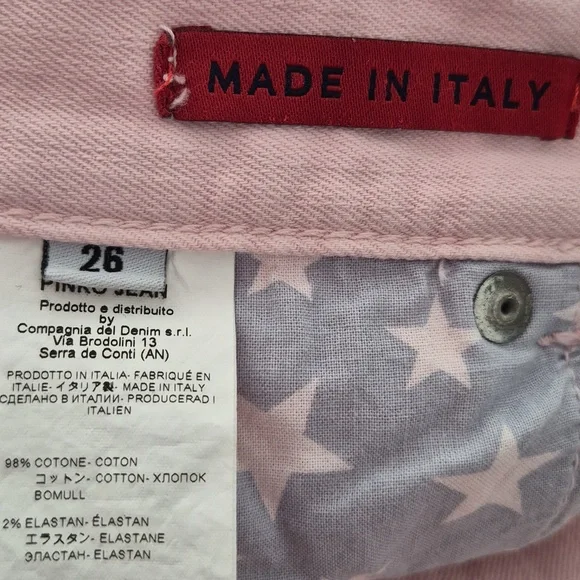 MADE IN ITALY
26
PINKO JEAN
Prodotto e distribuito
by
Compagnia del Denim s.r.l.
Via Brodolini 13
Serra de Conti (AN)
PRODOTTO IN ITALIA- FABRIQUÉ EN
ITALIE- イタリア製- MADE IN ITALY
СДЕЛАНО В ИТАЛИИ- PRODUCERAD I
ITALIEN
98% COTONE- COTON
コットン- COTTON- ХЛОПОК
BOMULL
2% ELASTAN- ÉLASTAN
エラスタン- ELASTANE
ЭЛАСТАН- ELASTAN